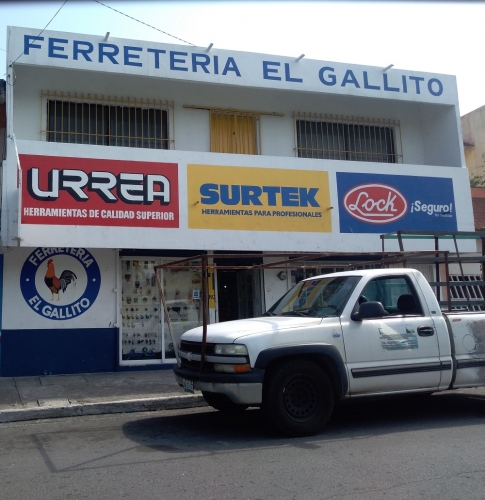 FERRETERIA EL GALLITO
URREA
HERRAMIENTAS DE CALIDAD SUPERIOR
SURTEK
HERRAMIENTAS PARA PROFESIONALES
Lock
¡Seguro!
FERRETERIA
EL GALLITO